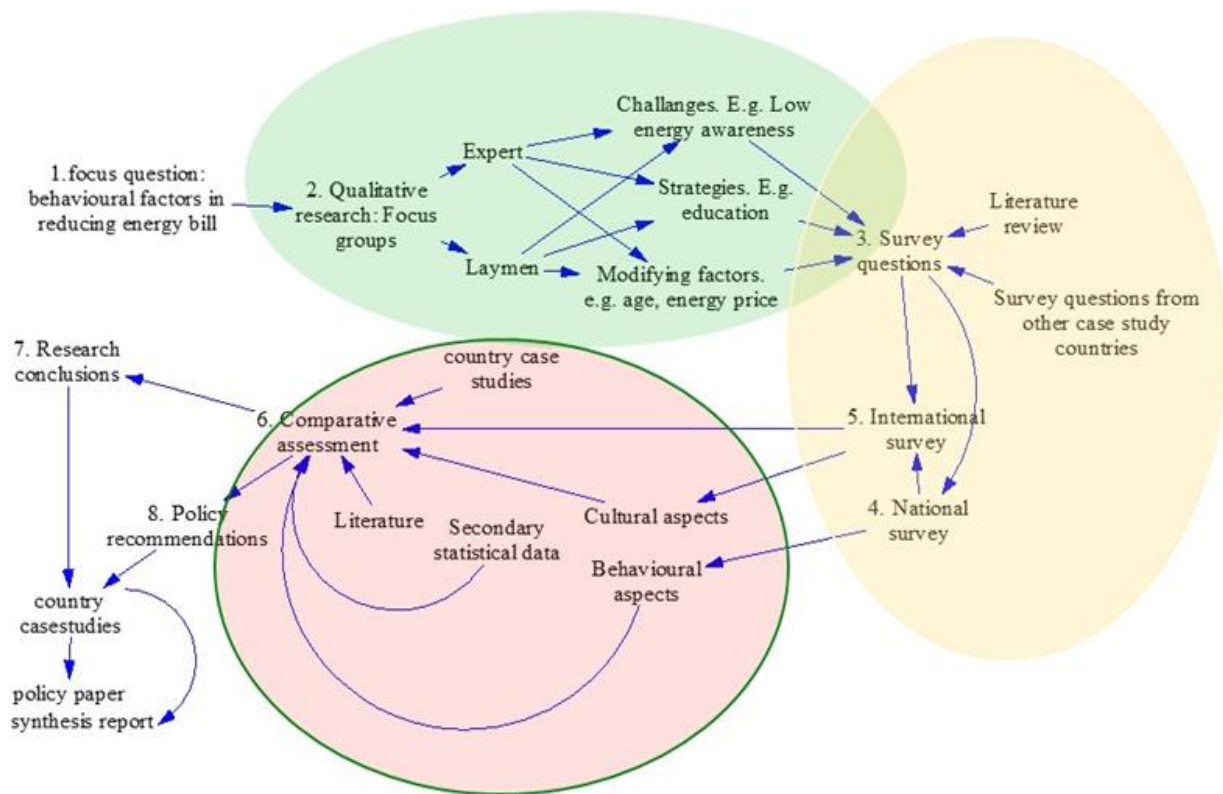 1.focus question:
behavioural factors in
reducing energy bill
2. Qualitative
research: Focus
groups
Expert
Laymen
Challanges. E.g. Low
energy awareness
Strategies. E.g.
education
Modifying factors.
e.g. age, energy price
3. Survey
questions
Literature
review
Survey questions from
other case study
countries
5. International
survey
4. National
survey
Cultural aspects
Behavioural
aspects
country case
studies
6. Comparative
assessment
Literature
Secondary
statistical data
7. Research
conclusions
8. Policy
recommendations
country
casestudies
policy paper
synthesis report